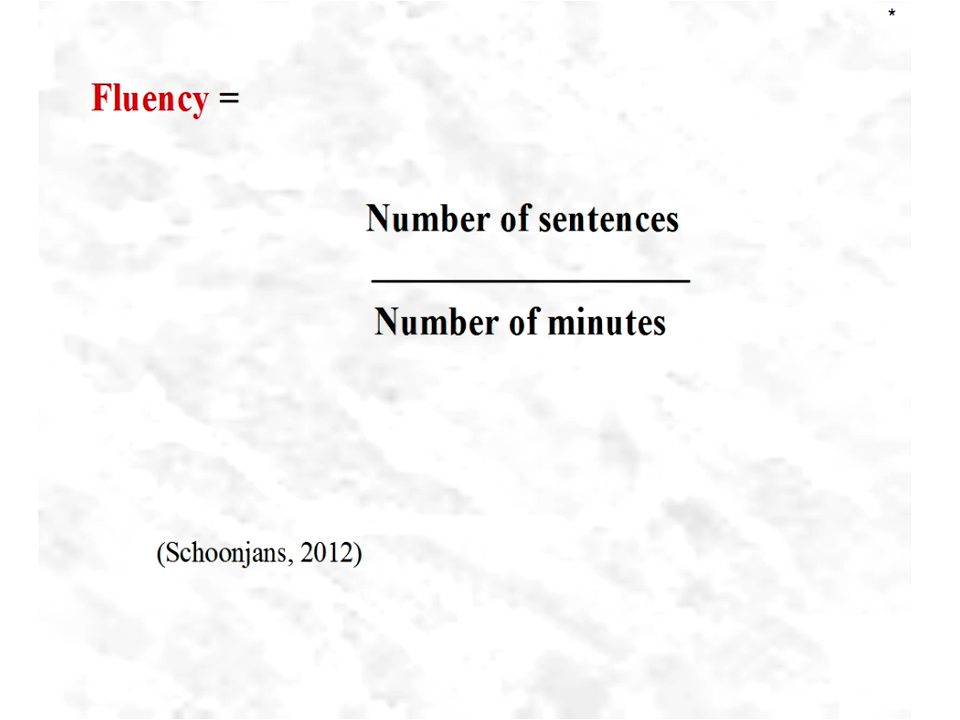 *
Fluency =
Number of sentences
Number of minutes
(Schoonjans, 2012)